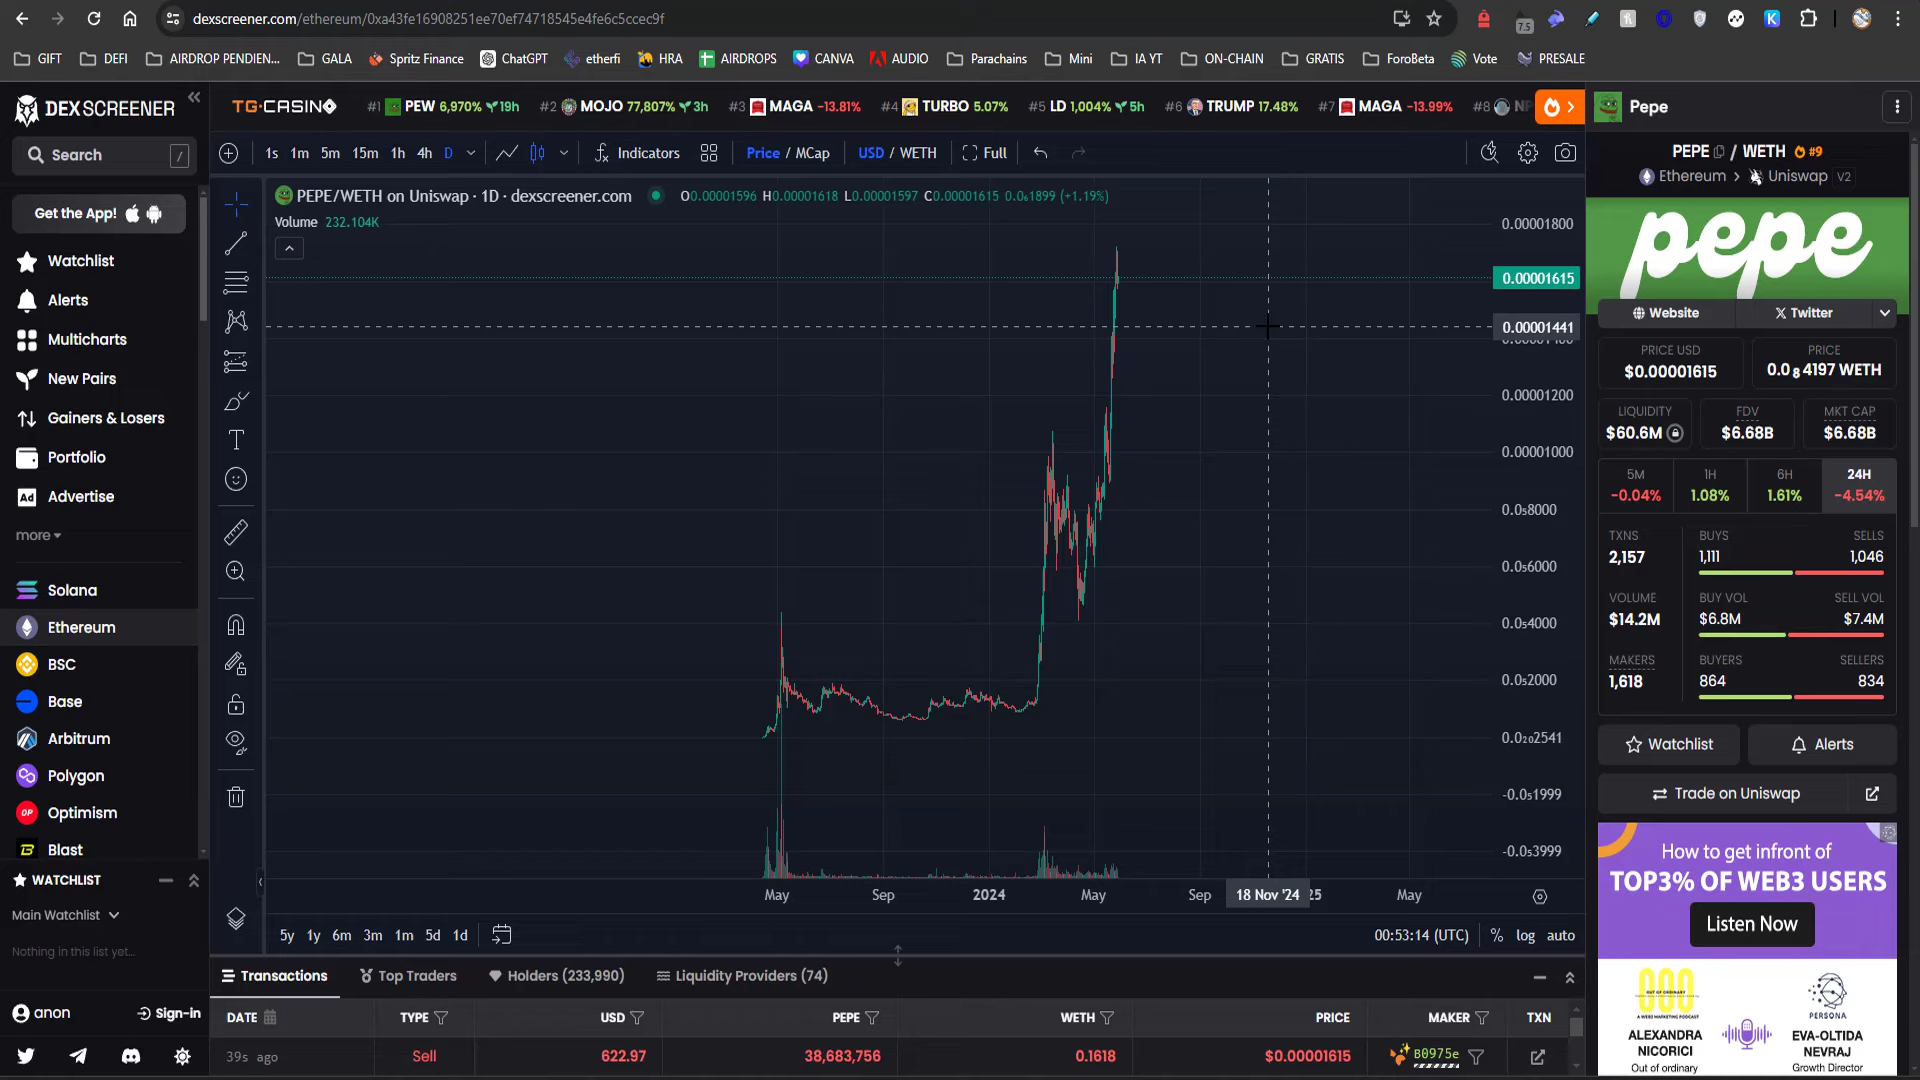 dexscreener.com/ethereum/0xa43fe16908251ee70ef74718545e4fe6c5ccec9f
7.5
GIFT
DEFI
AIRDROP PENDIEN...
GALA
Spritz Finance
ChatGPT
etherfi
HRA
AIRDROPS
CANVA
AUDIO
Parachains
Mini
IA YT
ON-CHAIN
GRATIS
ForoBeta
Vote
PRESALE
DEXSCREENER
TG.CASINO
#1 PEW 6,970% 19h
#2 MOJO 77,807% 3h
#3 MAGA -13.81%
#4 TURBO 5.07%
#5 LD 1,004% 5h
#6 TRUMP 17.48%
#7 MAGA -13.99%
#8
Pepe
Search /
1s 1m 5m 15m 1h 4h D
Indicators
Price / MCap
USD / WETH
Full
PEPE / WETH #9
Ethereum > Uniswap V2
Get the App!
Watchlist
Alerts
Multicharts
New Pairs
Gainers & Losers
Portfolio
Ad Advertise
more
Solana
Ethereum
BSC
Base
Arbitrum
Polygon
OP Optimism
Blast
WATCHLIST
Main Watchlist
Nothing in this list yet...
anon
Sign-in
PEPE/WETH on Uniswap · 1D · dexscreener.com
O0.00001596 H0.00001618 L0.00001597 C0.00001615 0.0₆1899 (+1.19%)
Volume 232.104K
0.00001800
0.00001615
0.00001441
0.00001200
0.00001000
0.0₅8000
0.0₅6000
0.0₅4000
0.0₅2000
0.0₂₀2541
-0.0₅1999
-0.0₅3999
May
Sep
2024
May
Sep
18 Nov '24
25
May
5y 1y 6m 3m 1m 5d 1d
00:53:14 (UTC)
% log auto
Transactions
Top Traders
Holders (233,990)
Liquidity Providers (74)
DATE TYPE USD PEPE WETH PRICE MAKER TXN
39s ago Sell 622.97 38,683,756 0.1618 $0.00001615 B0975e
pepe
Website
X Twitter
PRICE USD
$0.00001615
PRICE
0.0₈4197 WETH
LIQUIDITY
$60.6M
FDV
$6.68B
MKT CAP
$6.68B
5M
-0.04%
1H
1.08%
6H
1.61%
24H
-4.54%
TXNS
2,157
BUYS
1,111
SELLS
1,046
VOLUME
$14.2M
BUY VOL
$6.8M
SELL VOL
$7.4M
MAKERS
1,618
BUYERS
864
SELLERS
834
Watchlist
Alerts
Trade on Uniswap
How to get infront of
TOP3% OF WEB3 USERS
Listen Now
OUT OF ORDINARY
PERSONA
ALEXANDRA
NICORICI
Out of ordinary
EVA-OLTIDA
NEVRAJ
Growth Director